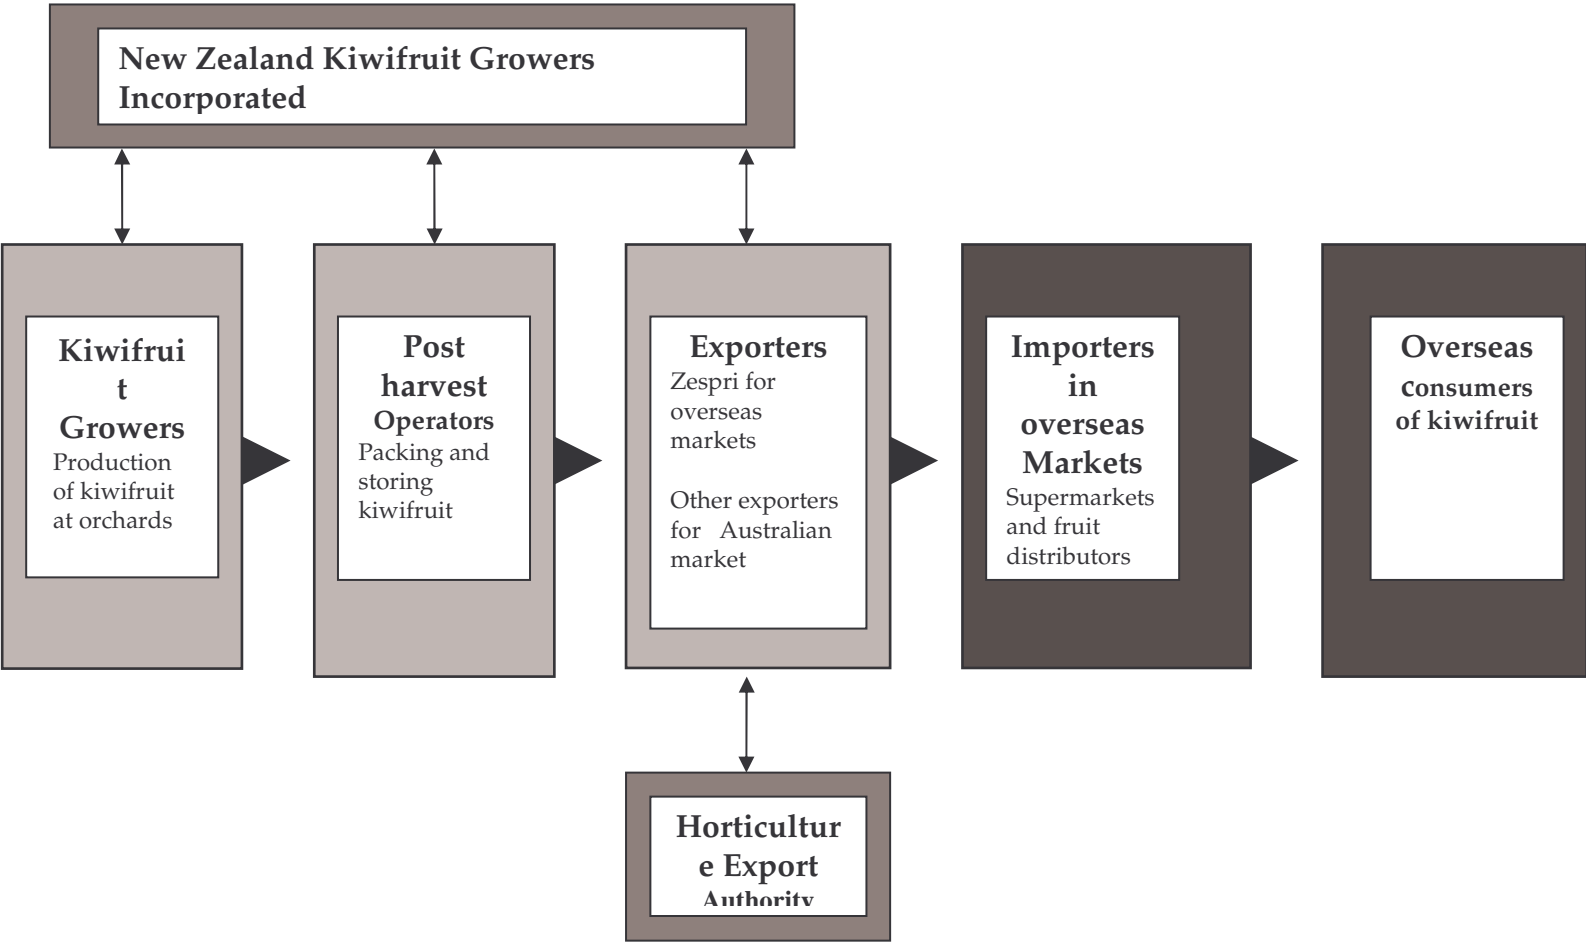 New Zealand Kiwifruit Growers
Incorporated
Kiwifrui
t
Growers
Production
of kiwifruit
at orchards
Post
harvest
Operators
Packing and
storing
kiwifruit
Exporters
Zespri for
overseas
markets
Other exporters
for Australian
market
Importers
in
overseas
Markets
Supermarkets
and fruit
distributors
Overseas
consumers
of kiwifruit
Horticultur
e Export
Authority